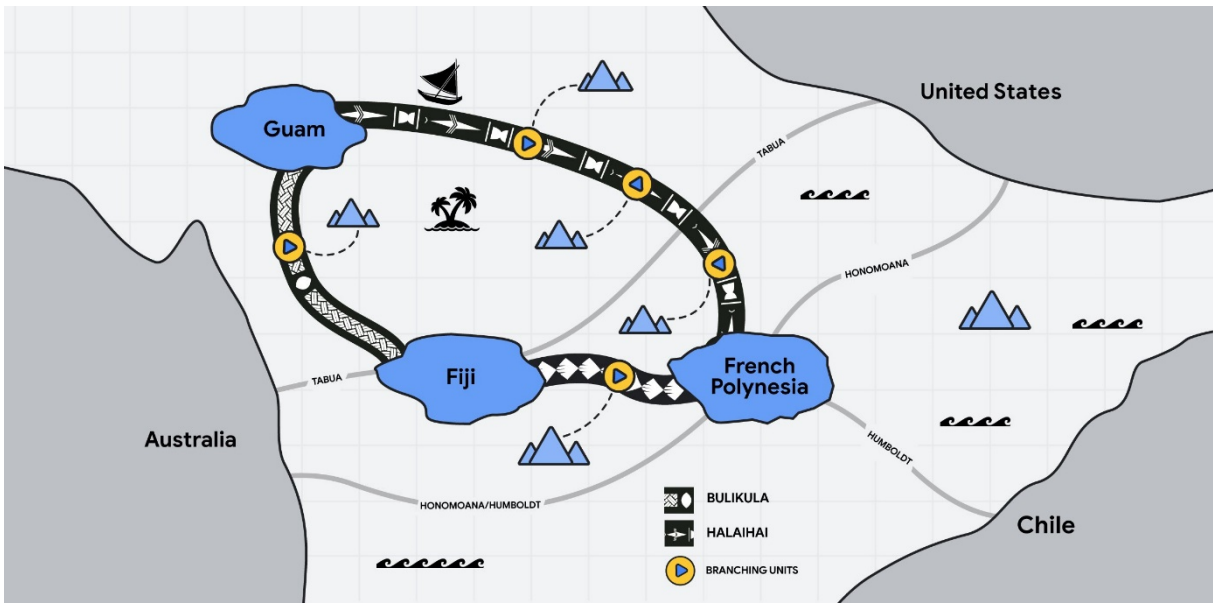 United States
Guam
TABUA
HONOMOANA
Fiji
French
Polynesia
TABUA
Australia
HUMBOLDT
HONOMOANA/HUMBOLDT
BULIKULA
HALAIHAI
BRANCHING UNITS
Chile